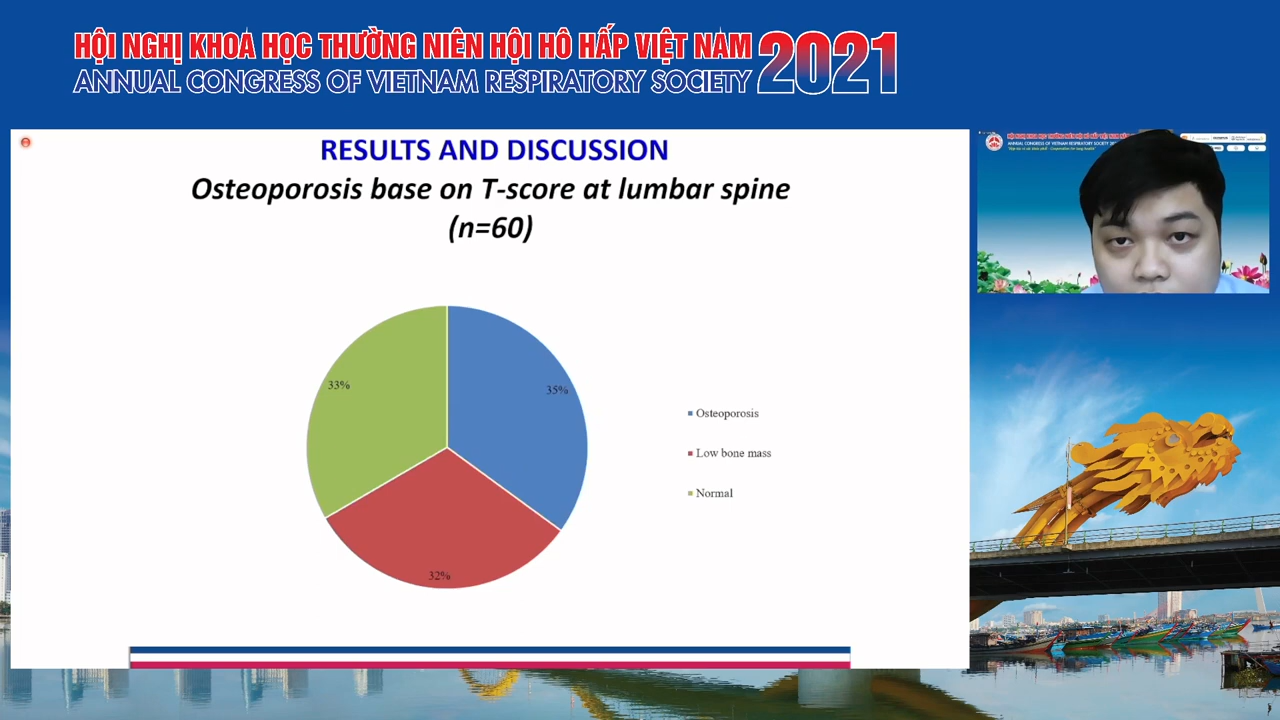 HỘI NGHỊ KHOA HỌC THƯỜNG NIÊN HỘI HÔ HẤP VIỆT NAM 2021
ANNUAL CONGRESS OF VIETNAM RESPIRATORY SOCIETY
RESULTS AND DISCUSSION
Osteoporosis base on T-score at lumbar spine
(n=60)
33%
35%
32%
Osteoporosis
Low bone mass
Normal